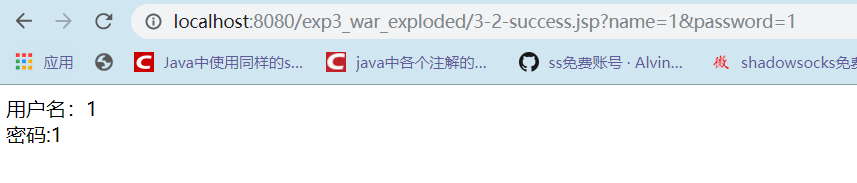 localhost:8080/exp3_war_exploded/3-2-success.jsp?name=1&password=1
应用 Java中使用同样的s... java中各个注解的... ss免费账号 · Alvin... 微 shadowsocks免费
用户名：1
密码:1